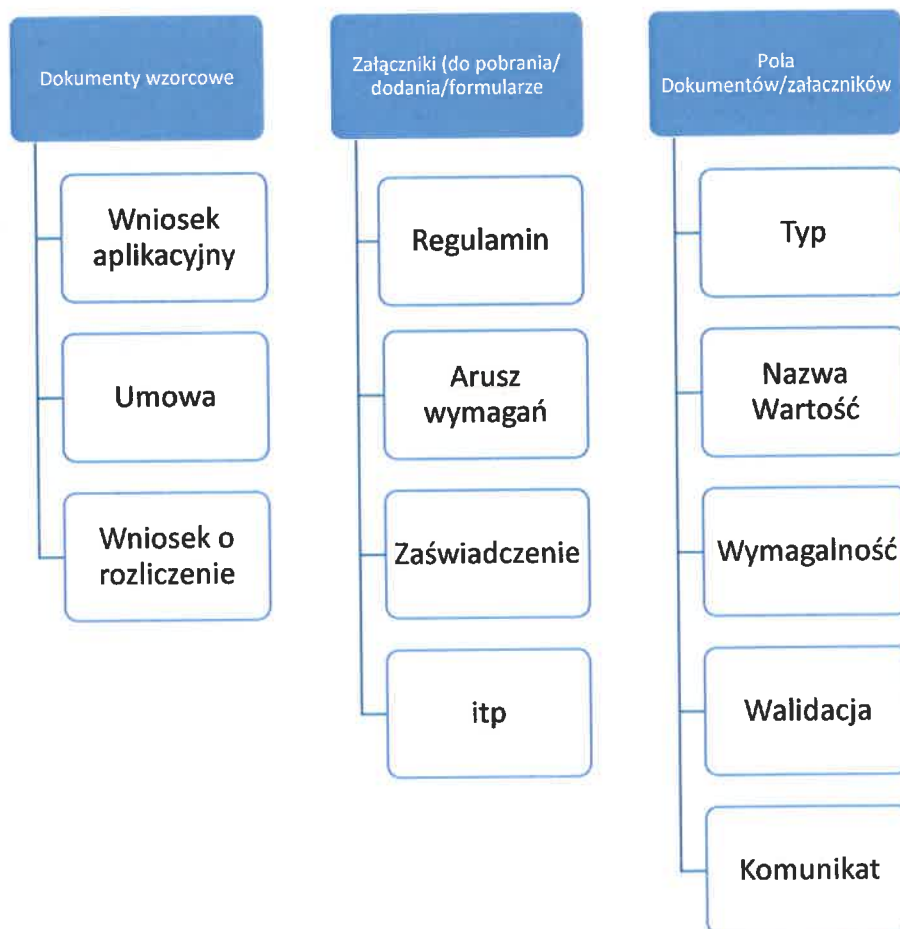 Dokumenty wzorcowe
Wniosek
aplikacyjny
Umowa
Wniosek o
rozliczenie
Załączniki (do pobrania/
dodania/formularze
Regulamin
Arusz
wymagań
Zaświadczenie
itp
Pola
Dokumentów/załaczników
Typ
Nazwa
Wartość
Wymagalność
Walidacja
Komunikat